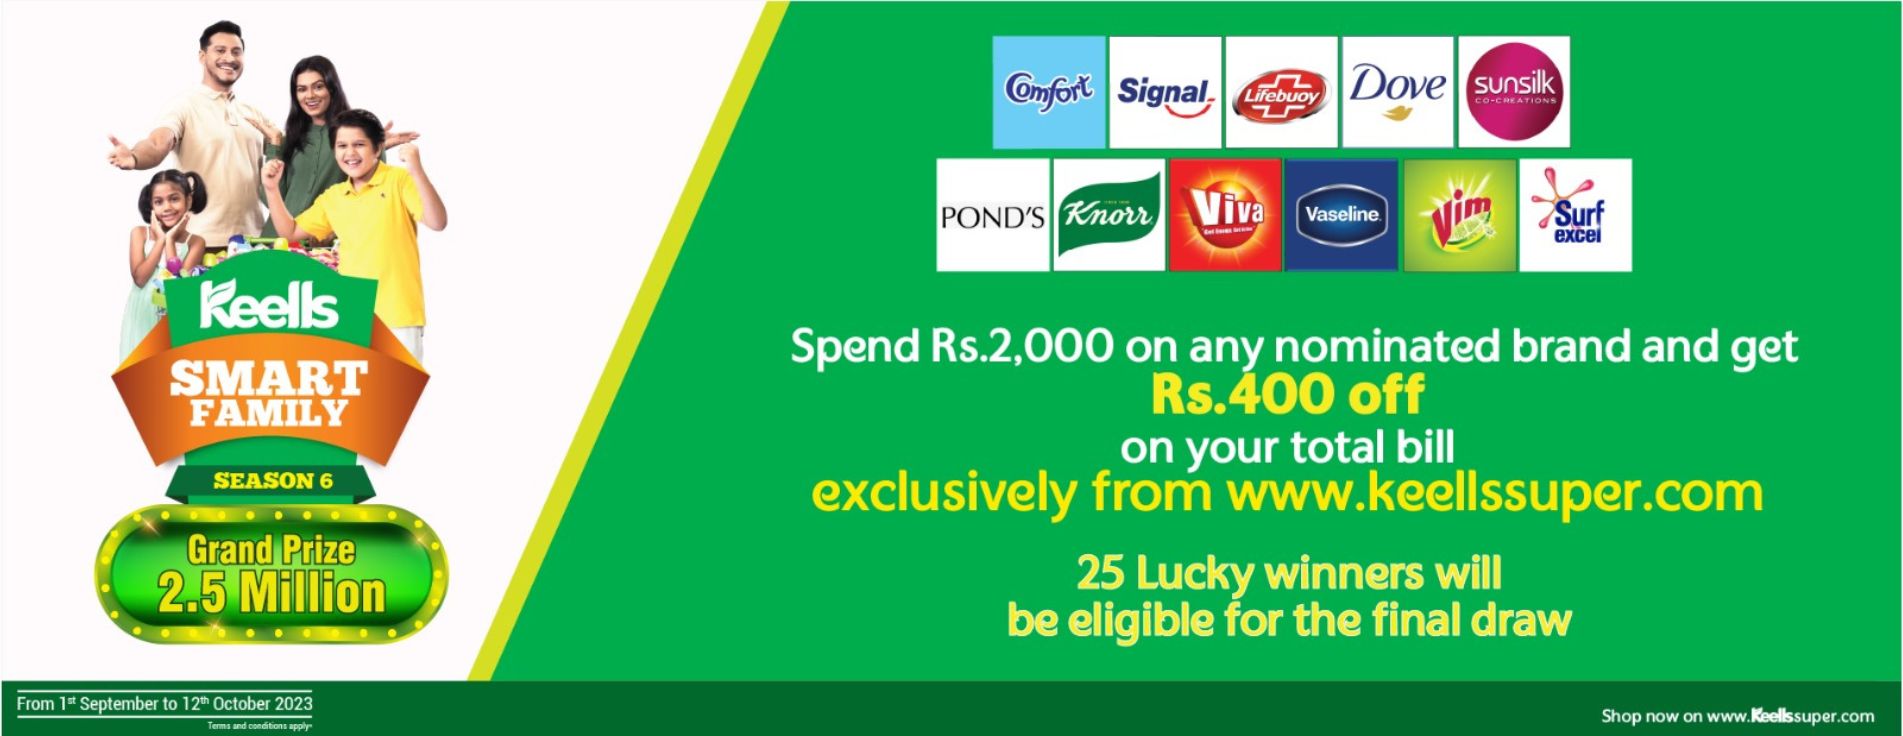 Keells
SMART
FAMILY
SEASON 6
Grand Prize
2.5 Million
From 1st September to 12th October 2023
Terms and conditions apply*
Comfort
Signal
Lifebuoy
Dove
sunsilk
CO-CREATIONS
POND'S
Knorr
Viva
Vaseline
Vim
Surf
excel
Spend Rs.2,000 on any nominated brand and get
Rs.400 off
on your total bill
exclusively from www.keellssuper.com
25 Lucky winners will
be eligible for the final draw
Shop now on www.Keellssuper.com